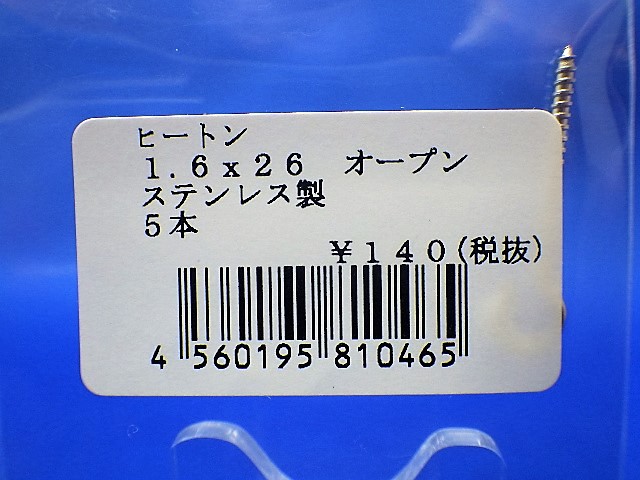 ヒートン
１.６ｘ２６　オープン
ステンレス製
５本
￥１４０(税抜)
4 560195 810465